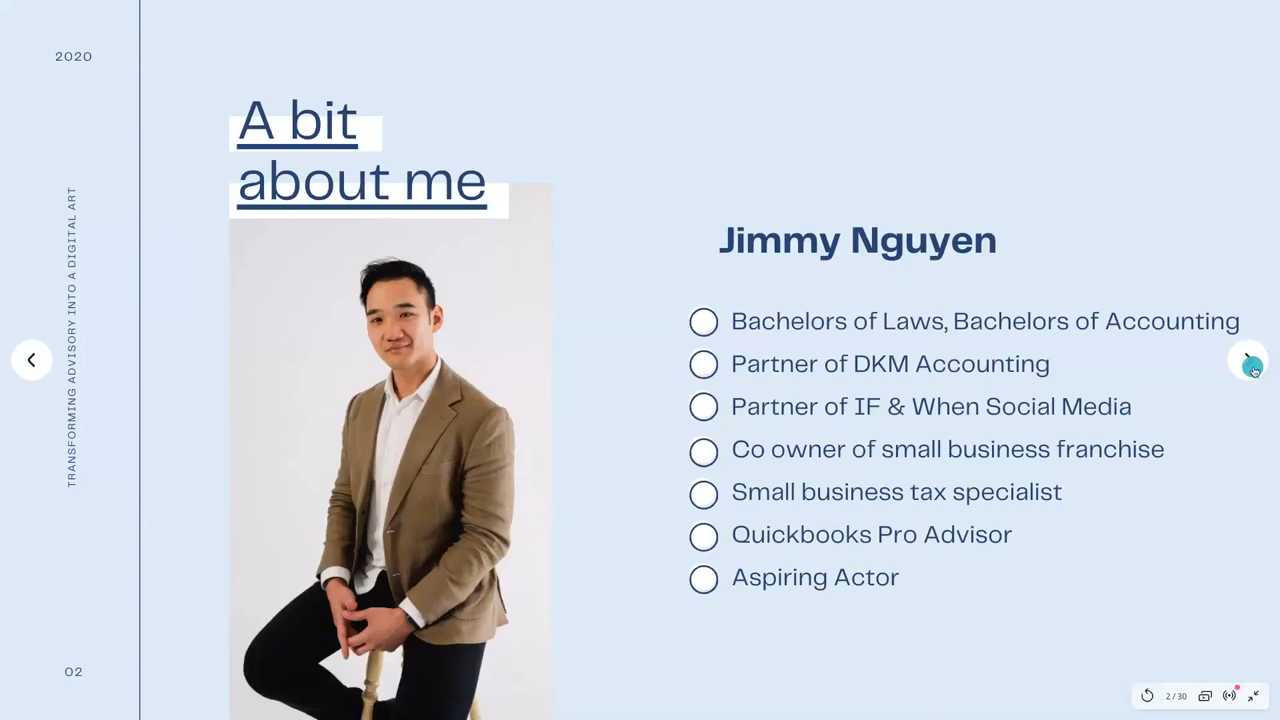 2020
TRANSFORMING ADVISORY INTO A DIGITAL ART
02
A bit
about me
Jimmy Nguyen
Bachelors of Laws, Bachelors of Accounting
Partner of DKM Accounting
Partner of IF & When Social Media
Co owner of small business franchise
Small business tax specialist
Quickbooks Pro Advisor
Aspiring Actor
2 / 30